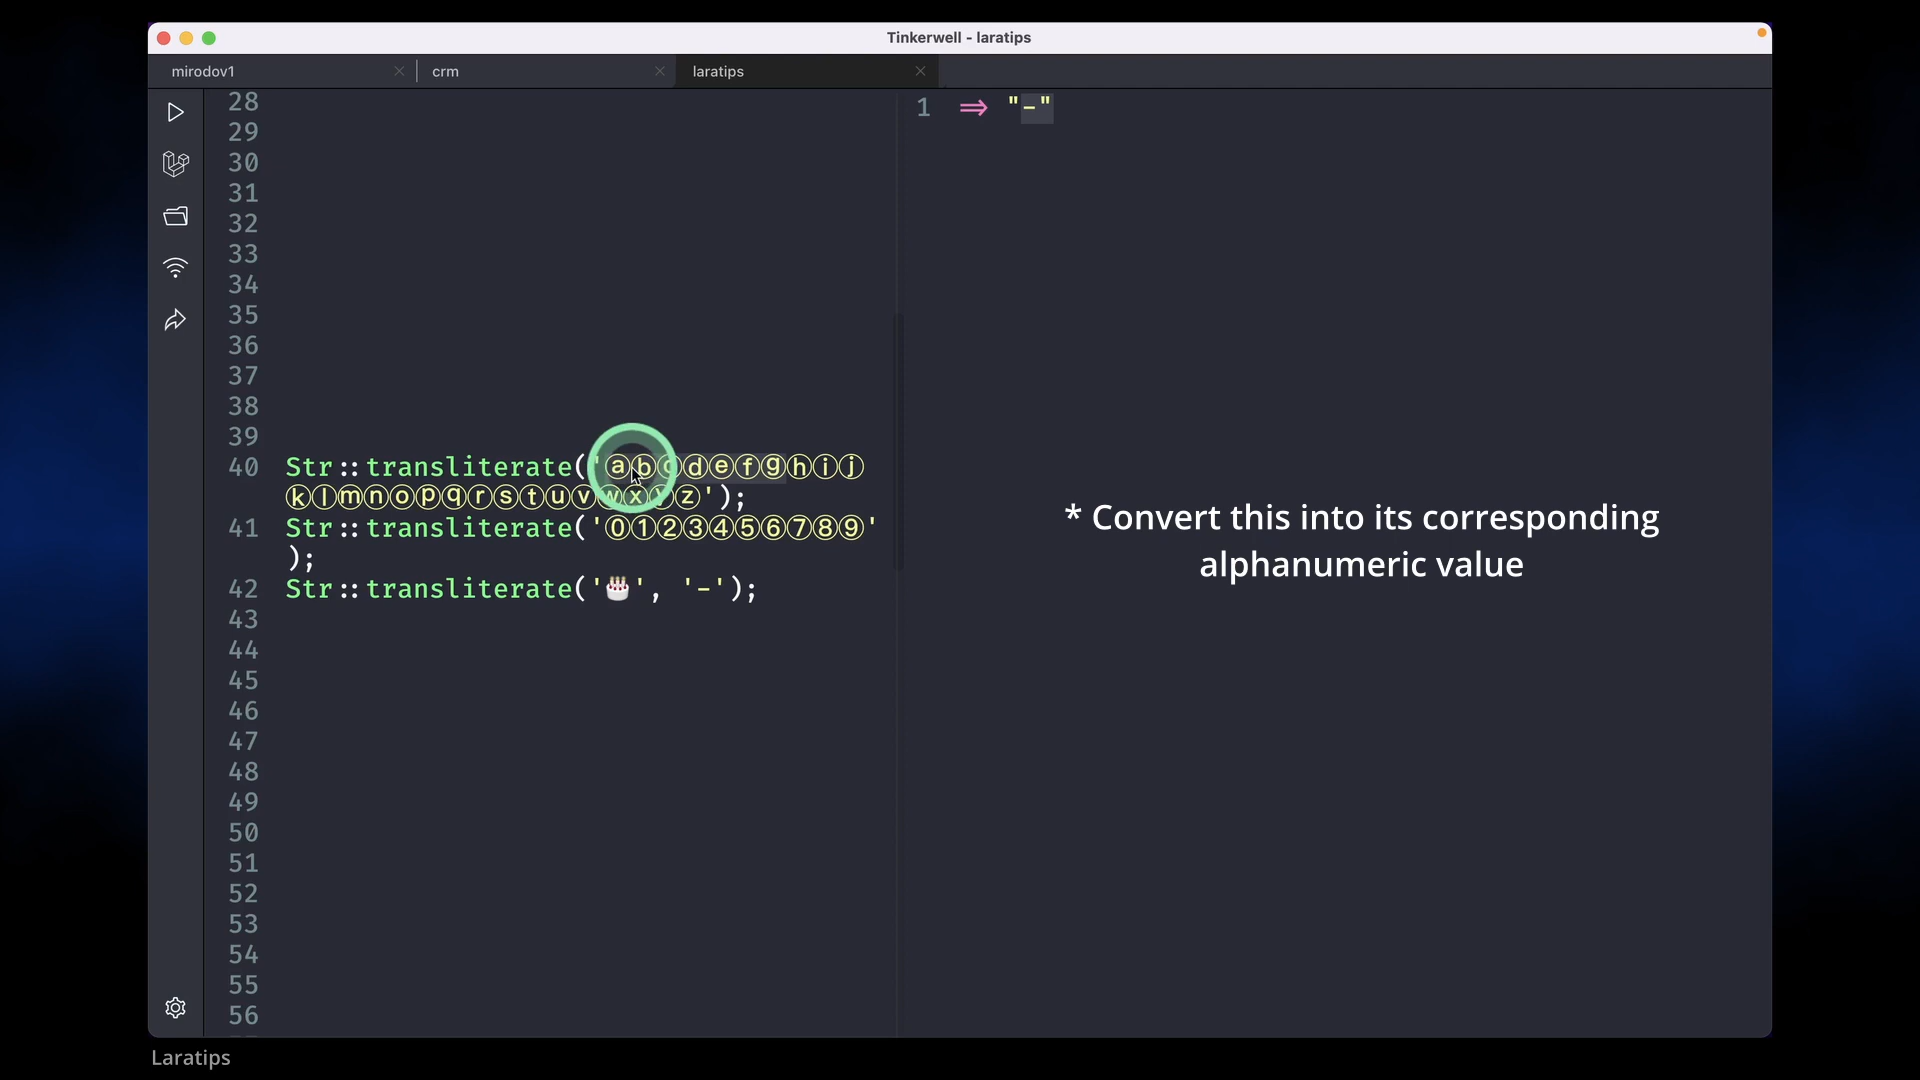 Tinkerwell - laratips
mirodov1
crm
laratips
28
29
30
31
32
33
34
35
36
37
38
39
40 Str::transliterate('ⓐⓑⓒⓓⓔⓕⓖⓗⓘⓙ
ⓚⓛⓜⓝⓞⓟⓠⓡⓢⓣⓤⓥⓦⓧⓨⓩ');
41 Str::transliterate('⓪①②③④⑤⑥⑦⑧⑨'
);
42 Str::transliterate('🎂', '-');
43
44
45
46
47
48
49
50
51
52
53
54
55
56
1 => "-"
* Convert this into its corresponding
alphanumeric value
Laratips